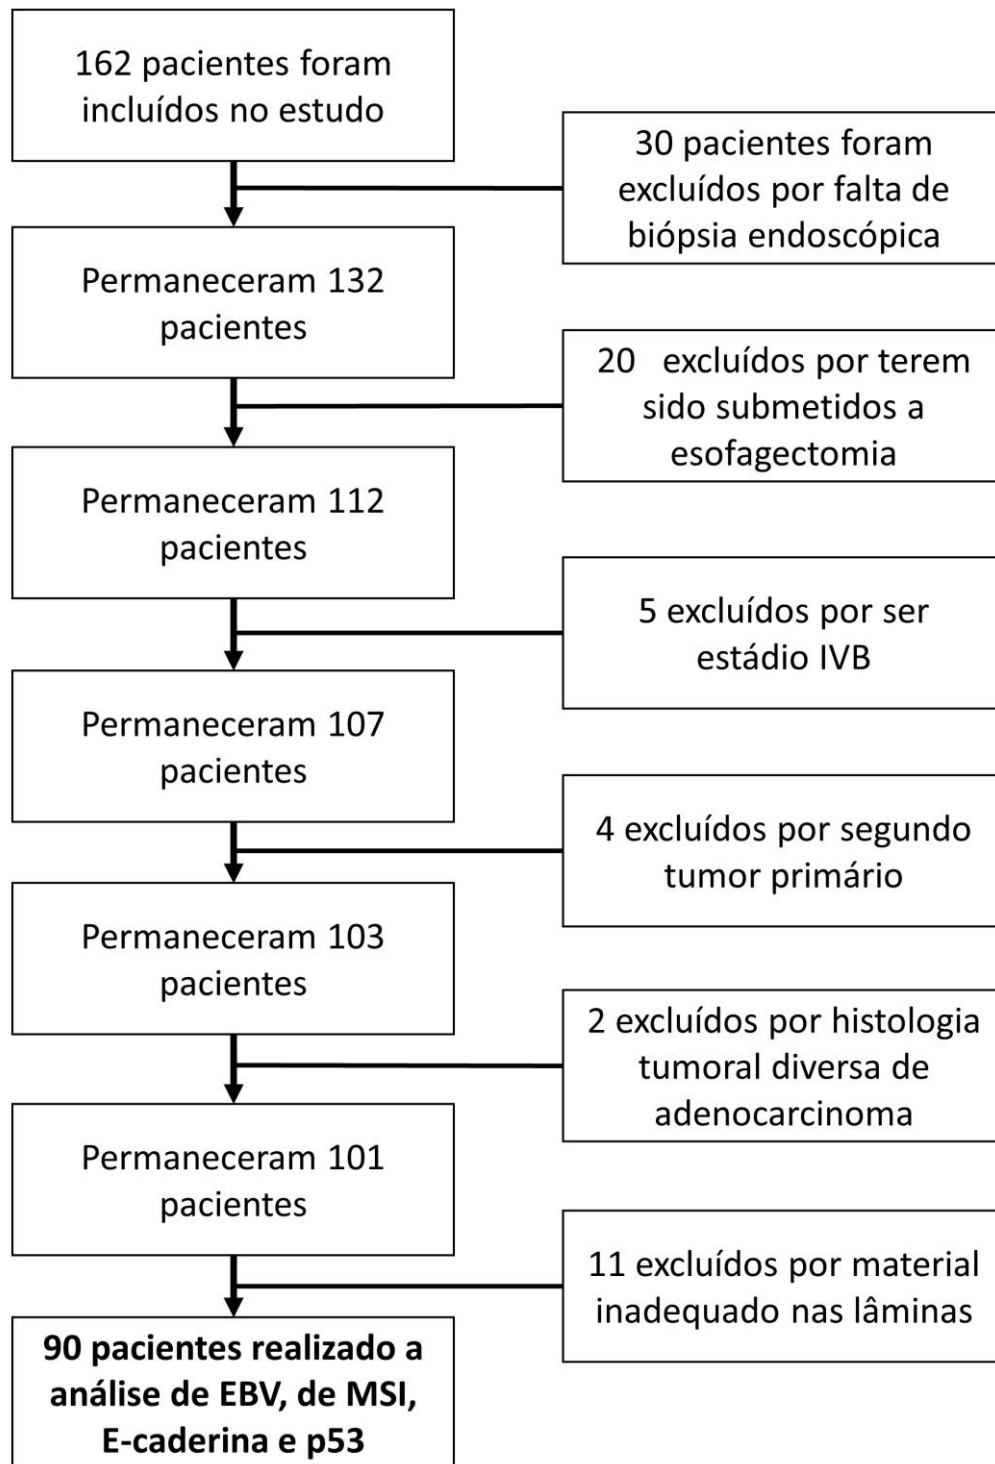 162 pacientes foram
incluídos no estudo
30 pacientes foram
excluídos por falta de
biópsia endoscópica
Permaneceram 132
pacientes
20 excluídos por terem
sido submetidos a
esofagectomia
Permaneceram 112
pacientes
5 excluídos por ser
estádio IVB
Permaneceram 107
pacientes
4 excluídos por segundo
tumor primário
Permaneceram 103
pacientes
2 excluídos por histologia
tumoral diversa de
adenocarcinoma
Permaneceram 101
pacientes
11 excluídos por material
inadequado nas lâminas
90 pacientes realizado a
análise de EBV, de MSI,
E-caderina e p53